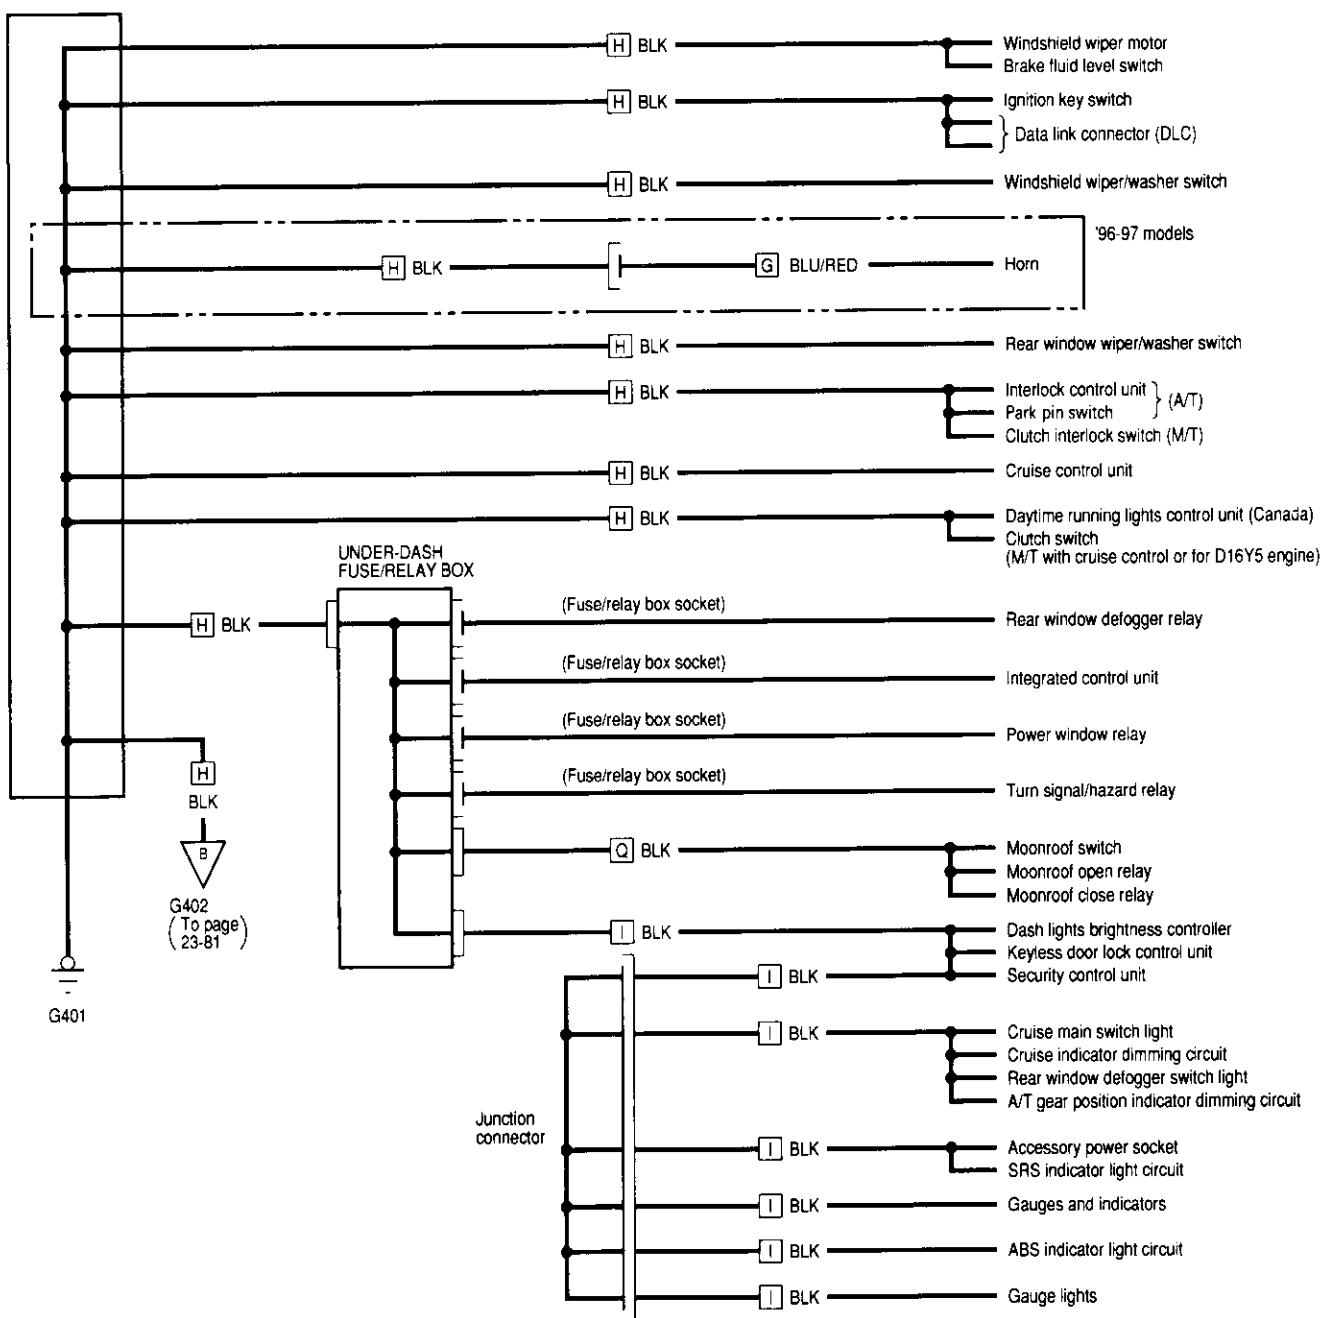 H BLK Windshield wiper motor
Brake fluid level switch
H BLK Ignition key switch
Data link connector (DLC)
H BLK Windshield wiper/washer switch
'96-97 models
H BLK G BLU/RED Horn
H BLK Rear window wiper/washer switch
H BLK Interlock control unit
Park pin switch (A/T)
Clutch interlock switch (M/T)
H BLK Cruise control unit
H BLK Daytime running lights control unit (Canada)
Clutch switch
(M/T with cruise control or for D16Y5 engine)
UNDER-DASH
FUSE/RELAY BOX
H BLK (Fuse/relay box socket) Rear window defogger relay
(Fuse/relay box socket) Integrated control unit
(Fuse/relay box socket) Power window relay
(Fuse/relay box socket) Turn signal/hazard relay
H
BLK
B
G402
(To page
23-81)
G401
Q BLK Moonroof switch
Moonroof open relay
Moonroof close relay
I BLK Dash lights brightness controller
Keyless door lock control unit
I BLK Security control unit
I BLK Cruise main switch light
Cruise indicator dimming circuit
Rear window defogger switch light
A/T gear position indicator dimming circuit
Junction
connector
I BLK Accessory power socket
SRS indicator light circuit
I BLK Gauges and indicators
I BLK ABS indicator light circuit
I BLK Gauge lights